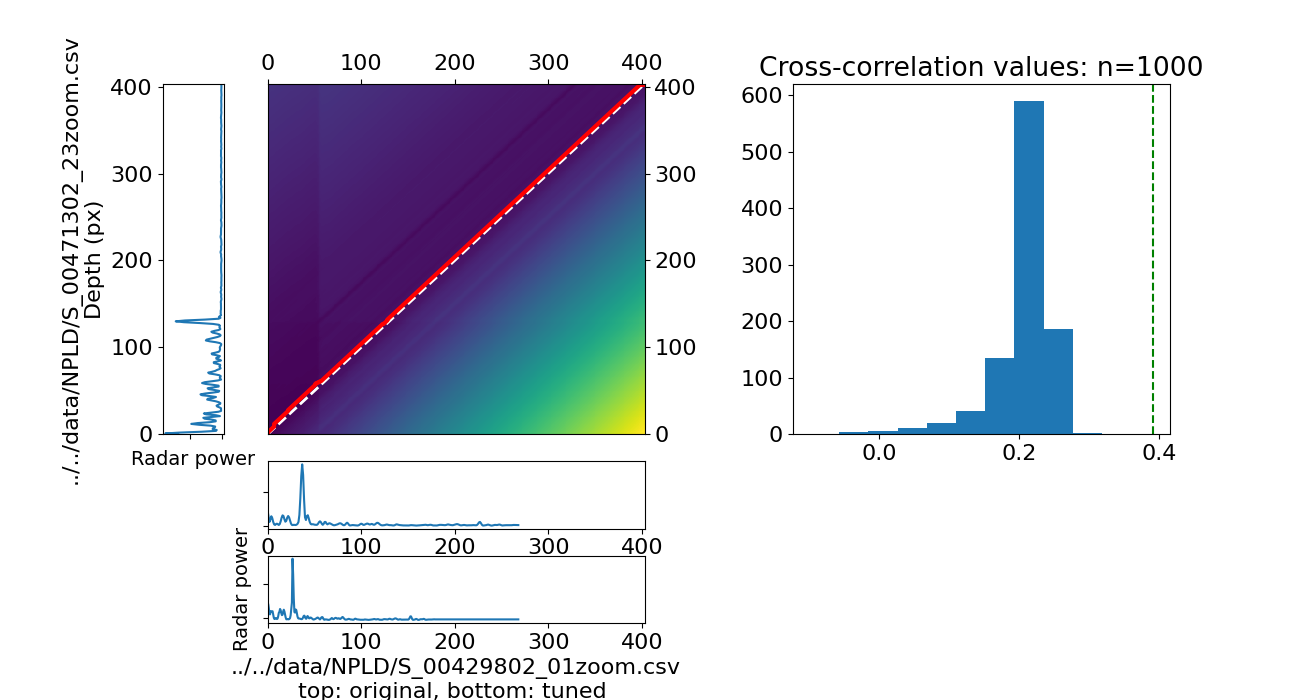 Cross-correlation values: n=1000
0 100 200 300 400
../../data/NPLD/S_00471302_23zoom.csv
Depth (px)
400
300
200
100
0
Radar power
400
300
200
100
0
600
500
400
300
200
100
0
0.0 0.2 0.4
0 100 200 300 400
Radar power
0 100 200 300 400
../../data/NPLD/S_00429802_01zoom.csv
top: original, bottom: tuned